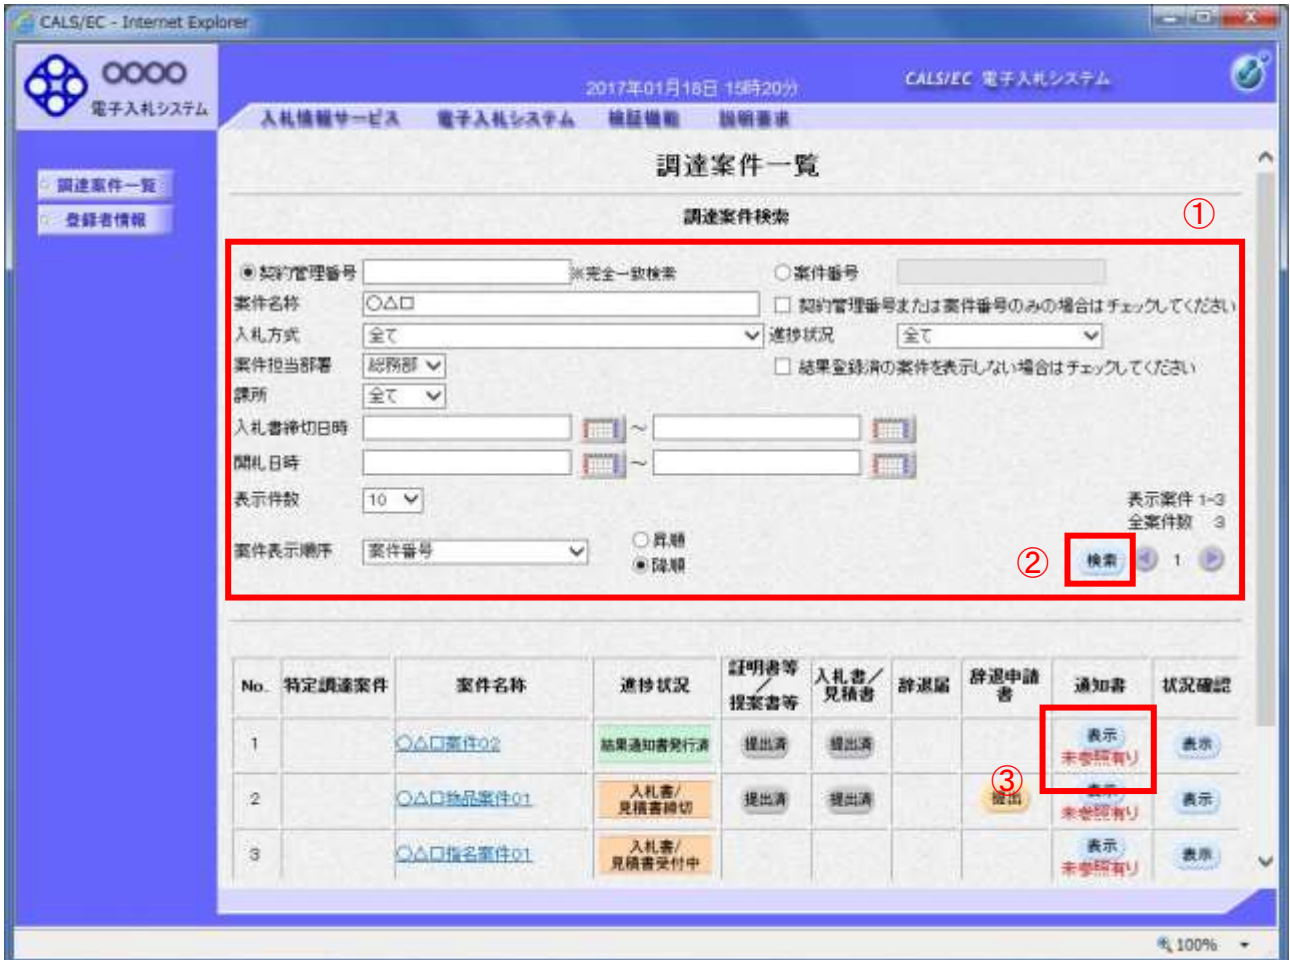 CALS/EC - Internet Explorer
○○○○
電子入札システム
2017年01月18日 15時20分
CALS/EC 電子入札システム
入札情報サービス 電子入札システム 検証機能 説明要求
調達案件一覧
登録者情報
調達案件一覧
調達案件検索
①
契約管理番号 ※完全一致検索 案件番号
案件名称 ○△□ 契約管理番号または案件番号のみの場合はチェックしてください
入札方式 全て 進捗状況 全て
案件担当部署 総務部 結果登録済の案件を表示しない場合はチェックしてください
課所 全て
入札書締切日時 ～
開札日時 ～
表示件数 10
表示案件 1-3
全案件数 3
案件表示順序 案件番号
昇順
降順
② 検索 1
No. 特定調達案件 案件名称 進捗状況 証明書等／提案書等 入札書／見積書 辞退届 辞退申請書 通知書 状況確認
1 ○△□案件02 結果通知書発行済 提出済 提出済 表示 未参照有り 表示
③
2 ○△□物品案件01 入札書/見積書締切 提出済 提出済 提出 表示 未参照有り 表示
3 ○△□指名案件01 入札書/見積書受付中 表示 未参照有り 表示
100%